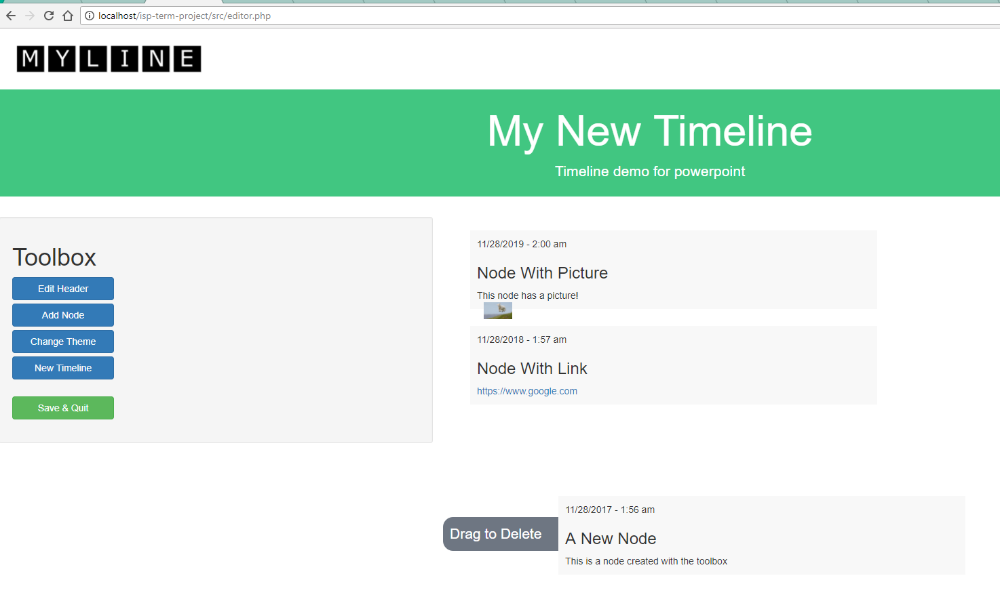 localhost/isp-term-project/src/editor.php
MYLINE
My New Timeline
Timeline demo for powerpoint
Toolbox
Edit Header
Add Node
Change Theme
New Timeline
Save & Quit
11/28/2019 - 2:00 am
Node With Picture
This node has a picture!
11/28/2018 - 1:57 am
Node With Link
https://www.google.com
Drag to Delete
11/28/2017 - 1:56 am
A New Node
This is a node created with the toolbox